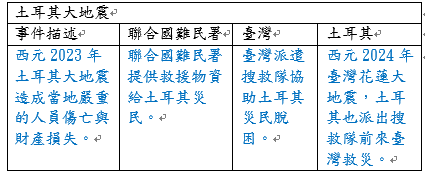 土耳其大地震
事件描述 聯合國難民署 臺灣 土耳其
西元 2023 年 聯合國難民署 臺灣派遣 西元 2024 年
土耳其大地震 提供救援物資 搜救隊協 臺灣花蓮大
造成當地嚴重 給土耳其災 助土耳其 地震，土耳
的人員傷亡與 民。 災民脫 其也派出搜
財產損失。 困。 救隊前來臺
灣救災。